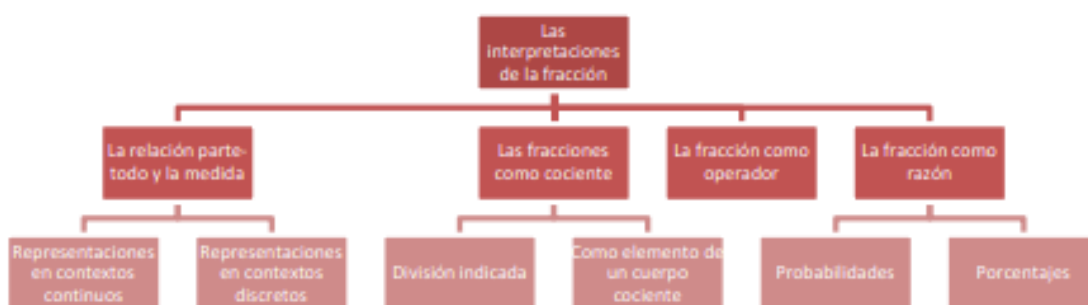 Las
interpretaciones
de la fracción
La relación parte-
todo y la medida
Las fracciones
como cociente
La fracción como
operador
La fracción como
razón
Representaciones
en contextos
continuos
Representaciones
en contextos
discretos
División indicada
Como elemento de
un cuerpo
cociente
Probabilidades
Porcentajes